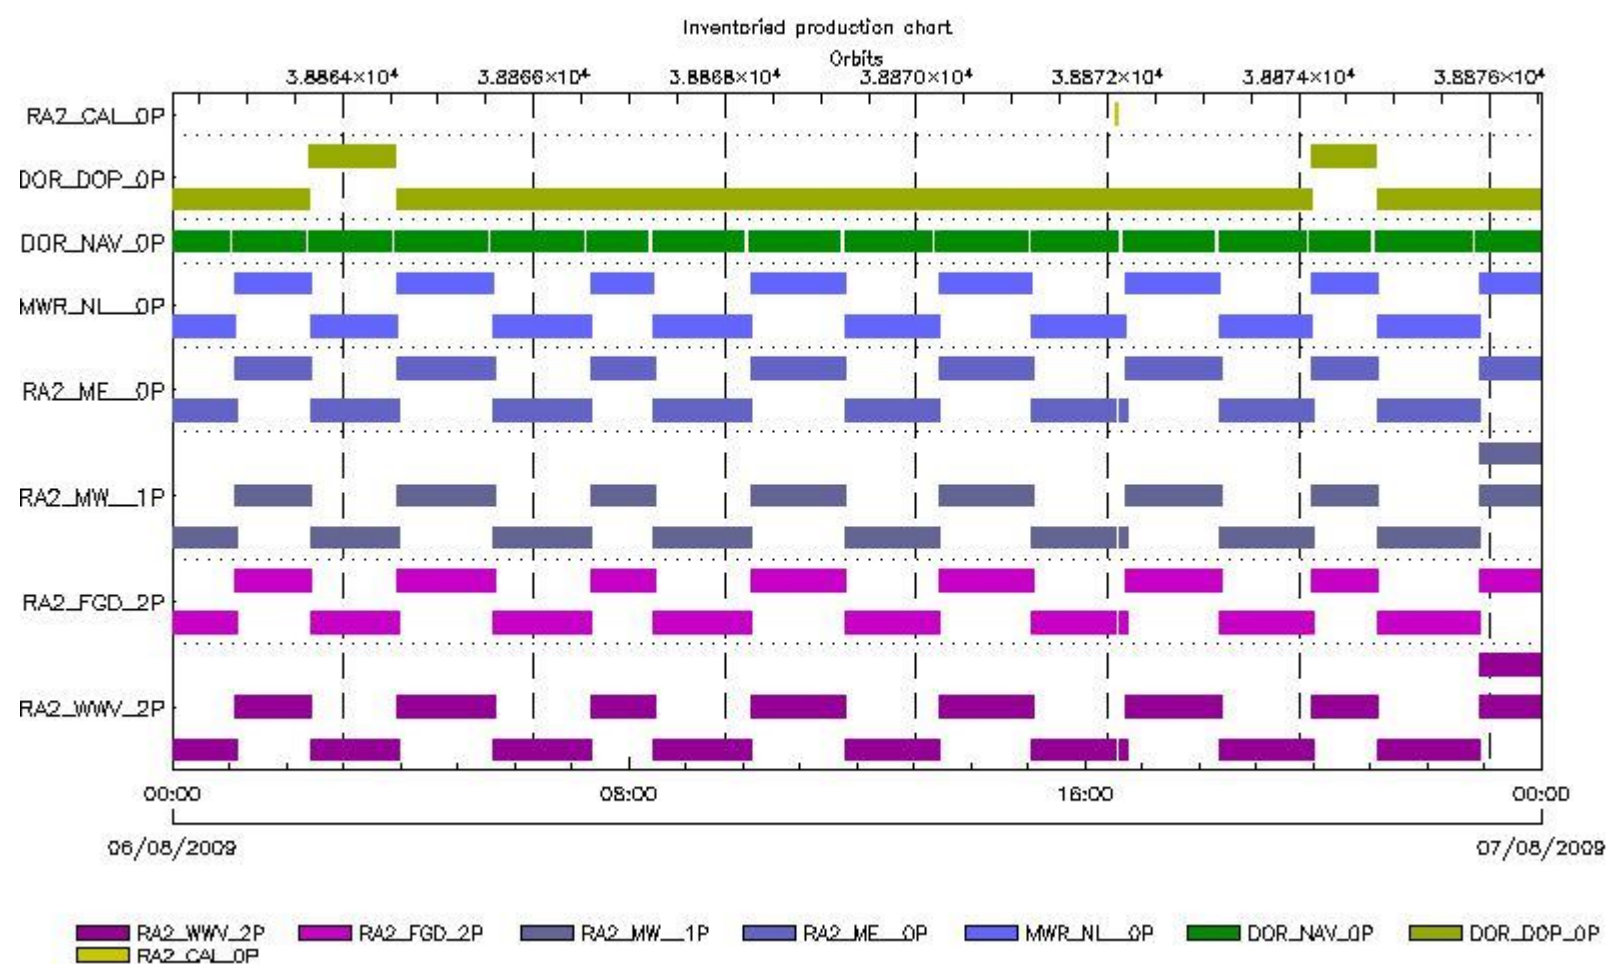 Inventoried production chart
Orbits
3.8864×10⁴ 3.8866×10⁴ 3.8868×10⁴ 3.8870×10⁴ 3.8872×10⁴ 3.8874×10⁴ 3.8876×10⁴
RA2_CAL_0P
DOR_DOP_0P
DOR_NAV_0P
MWR_NL__0P
RA2_ME__0P
RA2_MW__1P
RA2_FGD_2P
RA2_WWV_2P
00:00 08:00 16:00 00:00
06/08/2009 07/08/2009
RA2_WWV_2P RA2_FGD_2P RA2_MW__1P RA2_ME__0P MWR_NL__0P DOR_NAV_0P DOR_DOP_0P
RA2_CAL_0P